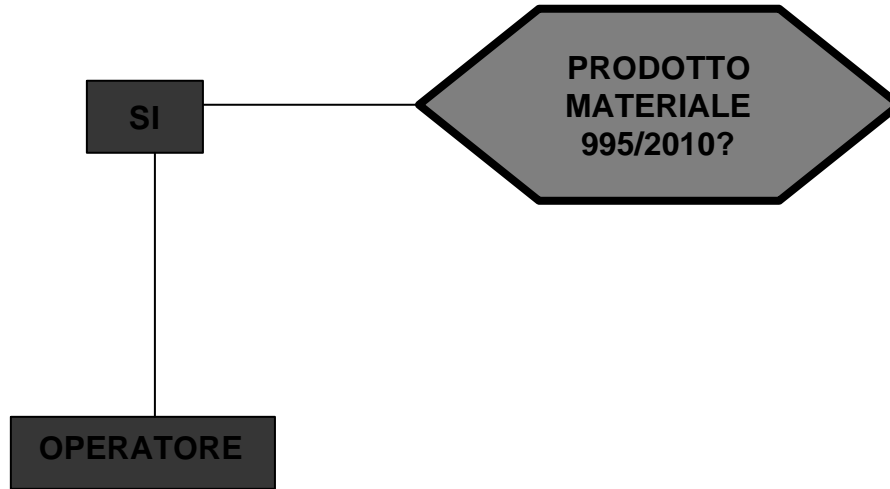 PRODOTTO
MATERIALE
995/2010?
SI
OPERATORE